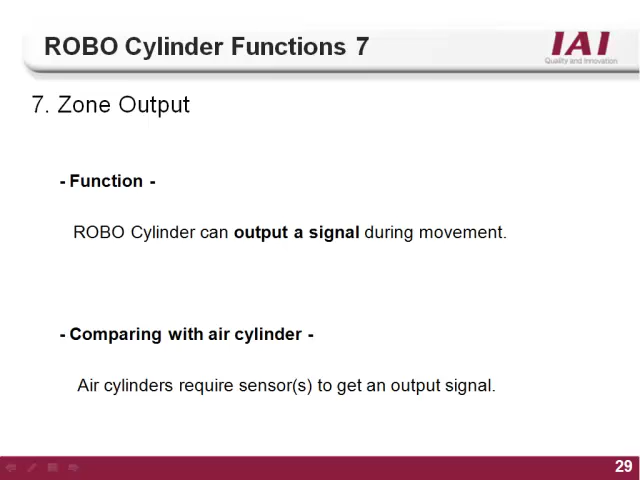 ROBO Cylinder Functions 7
IAI
Quality and Innovation
7. Zone Output
- Function -
ROBO Cylinder can output a signal during movement.
- Comparing with air cylinder -
Air cylinders require sensor(s) to get an output signal.
29